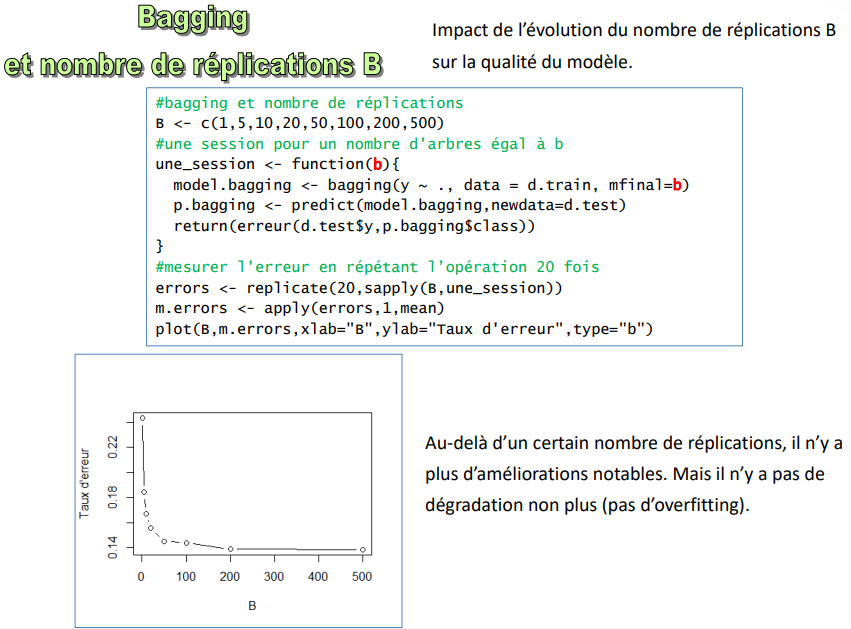 Bagging
et nombre de réplications B
Impact de l’évolution du nombre de réplications B
sur la qualité du modèle.
#bagging et nombre de réplications
B <- c(1,5,10,20,50,100,200,500)
#une session pour un nombre d'arbres égal à b
une_session <- function(b){
model.bagging <- bagging(y ~ ., data = d.train, mfinal=b)
p.bagging <- predict(model.bagging,newdata=d.test)
return(erreur(d.test$y,p.bagging$class))
}
#mesurer l'erreur en répétant l’opération 20 fois
errors <- replicate(20,sapply(B,une_session))
m.errors <- apply(errors,1,mean)
plot(B,m.errors,xlab="B",ylab="Taux d'erreur",type="b")
Taux d'erreur
0.22
0.18
0.14
0 100 200 300 400 500
B
Au-delà d’un certain nombre de réplications, il n’y a
plus d’améliorations notables. Mais il n’y a pas de
dégradation non plus (pas d’overfitting).